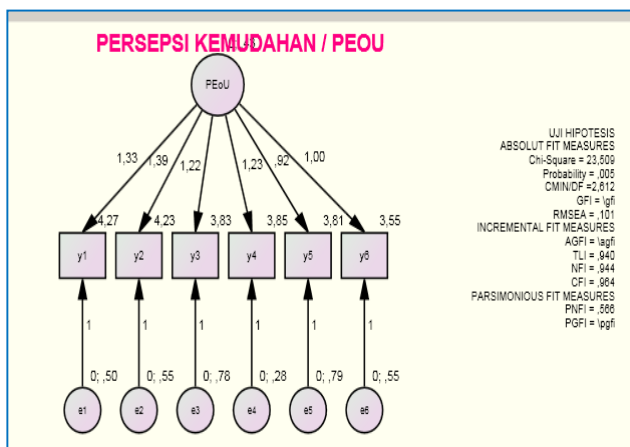 PERSEPSI KEMUDAHAN / PEOU
PEoU
1,33 1,39 1,22 1,23 ,92 1,00
4,27 4,23 3,83 3,85 3,81 3,55
y1 y2 y3 y4 y5 y6
1 1 1 1 1 1
0; ,50 0; ,55 0; ,78 0; ,28 0; ,79 0; ,55
e1 e2 e3 e4 e5 e6
UJI HIPOTESIS
ABSOLUT FIT MEASURES
Chi-Square = 23,509
Probability = ,005
CMIN/DF =2,612
GFI = \gfi
RMSEA = ,101
INCREMENTAL FIT MEASURES
AGFI = \agfi
TLI = ,940
NFI = ,944
CFI = ,964
PARSIMONIOUS FIT MEASURES
PNFI = ,566
PGFI = \pgfi